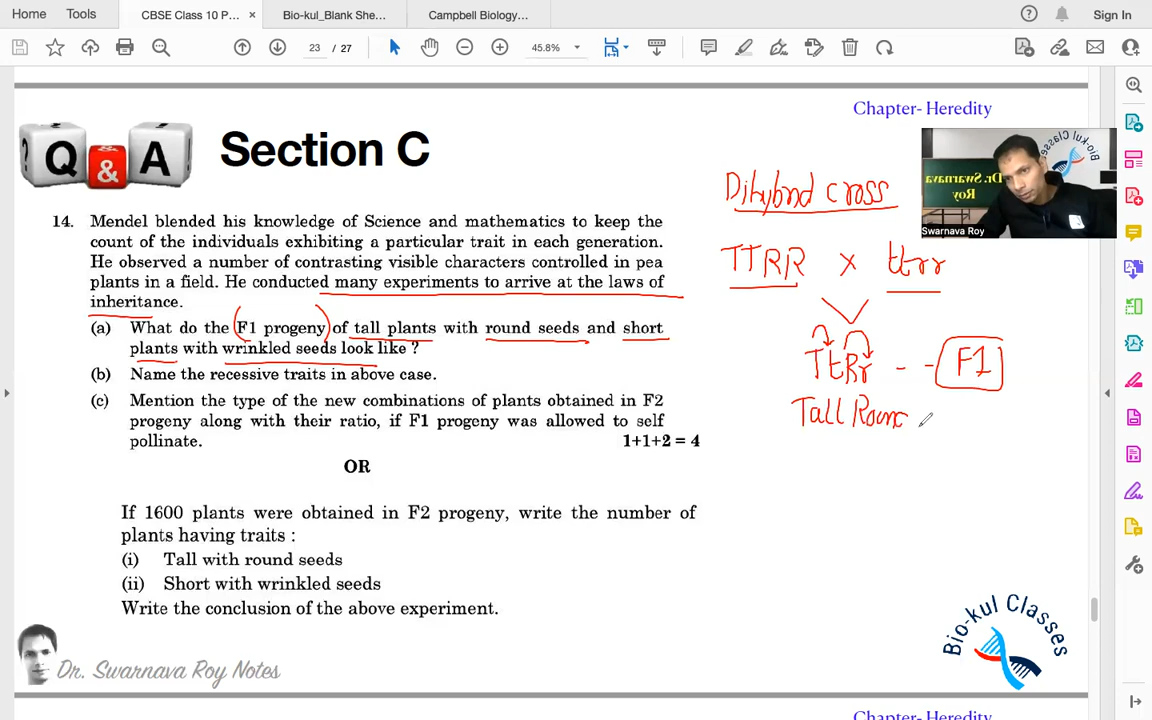 Home Tools CBSE Class 10 P... × Bio-kul_Blank She... Campbell Biology... Sign In
23 / 27 45.8%
Chapter- Heredity
Q & A Section C
Dihybrid cross
Dr. Swarnava Roy
Bio-kul Classes
Swarnava Roy
TTRR × ttrr
TtRr - - F1
Tall Roun
14. Mendel blended his knowledge of Science and mathematics to keep the
count of the individuals exhibiting a particular trait in each generation.
He observed a number of contrasting visible characters controlled in pea
plants in a field. He conducted many experiments to arrive at the laws of
inheritance.
(a) What do the F1 progeny of tall plants with round seeds and short
plants with wrinkled seeds look like ?
(b) Name the recessive traits in above case.
(c) Mention the type of the new combinations of plants obtained in F2
progeny along with their ratio, if F1 progeny was allowed to self
pollinate. 1+1+2 = 4
OR
If 1600 plants were obtained in F2 progeny, write the number of
plants having traits :
(i) Tall with round seeds
(ii) Short with wrinkled seeds
Write the conclusion of the above experiment.
Bio-kul Classes
Dr. Swarnava Roy Notes
Chapter- Heredity